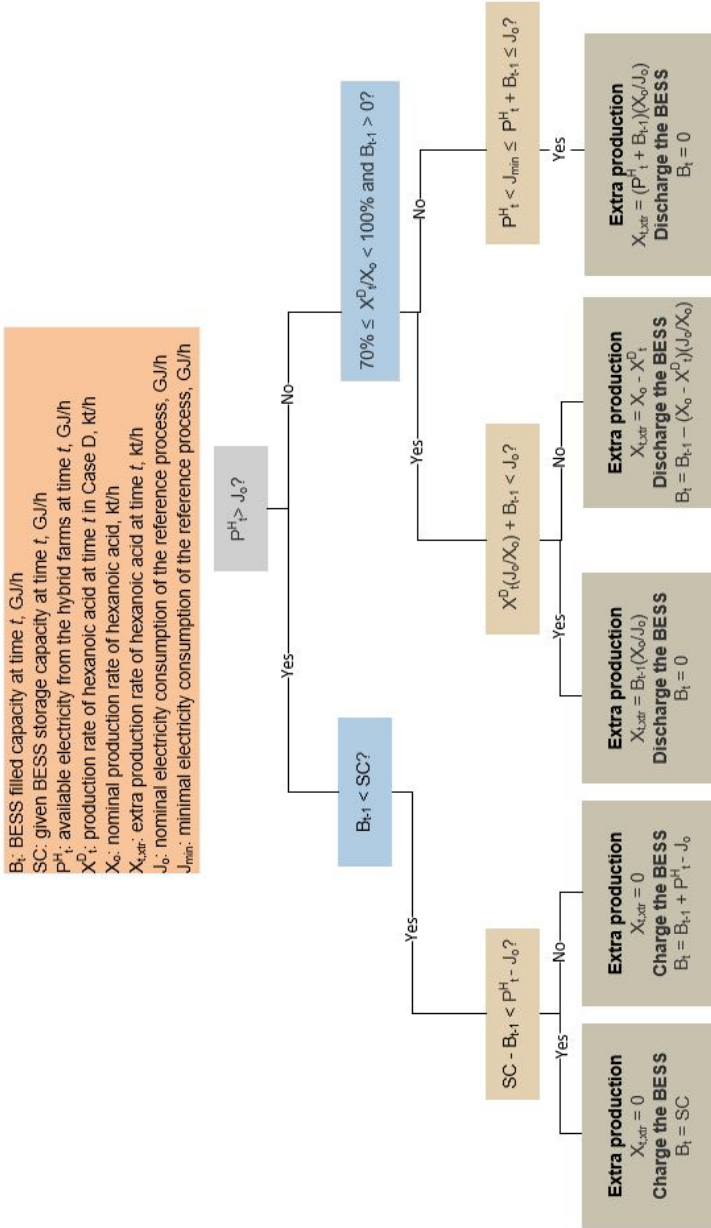 Bₜ: BESS filled capacity at time t, GJ/h
SC: given BESS storage capacity at time t, GJ/h
Pᴴₜ: available electricity from the hybrid farms at time t, GJ/h
Xᴰₜ: production rate of hexanoic acid at time t in Case D, kt/h
Xₒ: nominal production rate of hexanoic acid, kt/h
Xₜ,ₓₜᵣ: extra production rate of hexanoic acid at time t, kt/h
Jₒ: nominal electricity consumption of the reference process, GJ/h
Jₘᵢₙ: minimal electricity consumption of the reference process, GJ/h
Pᴴₜ> Jₒ?
Yes
No
Bₜ₋₁ < SC?
70% ≤ Xᴰₜ/Xₒ < 100% and Bₜ₋₁ > 0?
Yes
Yes
No
SC - Bₜ₋₁ < Pᴴₜ - Jₒ?
Xᴰₜ(Jₒ/Xₒ) + Bₜ₋₁ < Jₒ?
Pᴴₜ < Jₘᵢₙ ≤ Pᴴₜ + Bₜ₋₁ ≤ Jₒ?
Yes
No
Yes
No
Yes
Extra production
Xₜ,ₓₜᵣ = 0
Charge the BESS
Bₜ = SC
Extra production
Xₜ,ₓₜᵣ = 0
Charge the BESS
Bₜ = Bₜ₋₁ + Pᴴₜ - Jₒ
Extra production
Xₜ,ₓₜᵣ = Bₜ₋₁(Xₒ/Jₒ)
Discharge the BESS
Bₜ = 0
Extra production
Xₜ,ₓₜᵣ = Xₒ - Xᴰₜ
Discharge the BESS
Bₜ = Bₜ₋₁ – (Xₒ - Xᴰₜ)(Jₒ/Xₒ)
Extra production
Xₜ,ₓₜᵣ = (Pᴴₜ + Bₜ₋₁)(Xₒ/Jₒ)
Discharge the BESS
Bₜ = 0